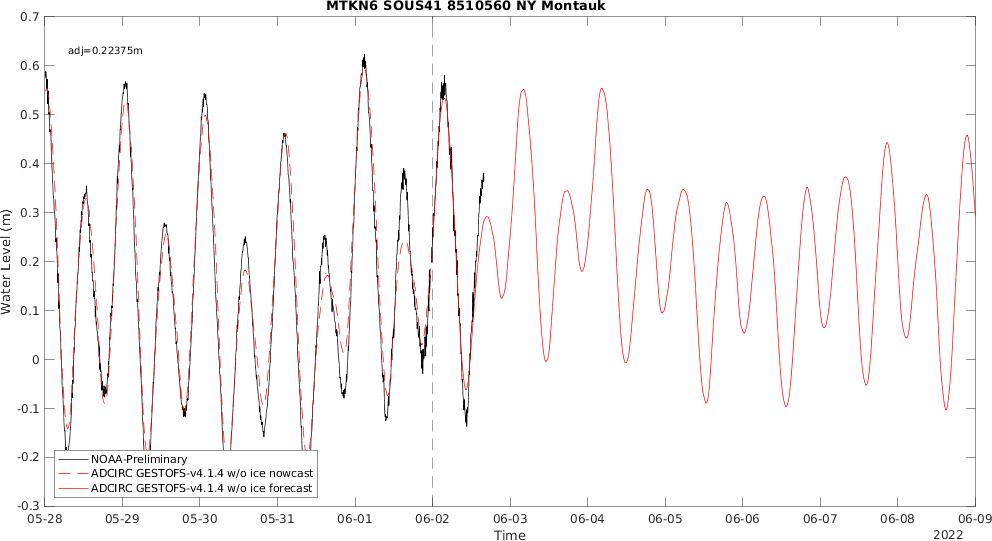 MTKN6 SOUS41 8510560 NY Montauk
0.7
adj=0.22375m
0.6
0.5
0.4
0.3
0.2
0.1
0
-0.1
-0.2
-0.3
Water Level (m)
NOAA-Preliminary
ADCIRC GESTOFS-v4.1.4 w/o ice nowcast
ADCIRC GESTOFS-v4.1.4 w/o ice forecast
05-28 05-29 05-30 05-31 06-01 06-02 06-03 06-04 06-05 06-06 06-07 06-08 06-09
Time
2022